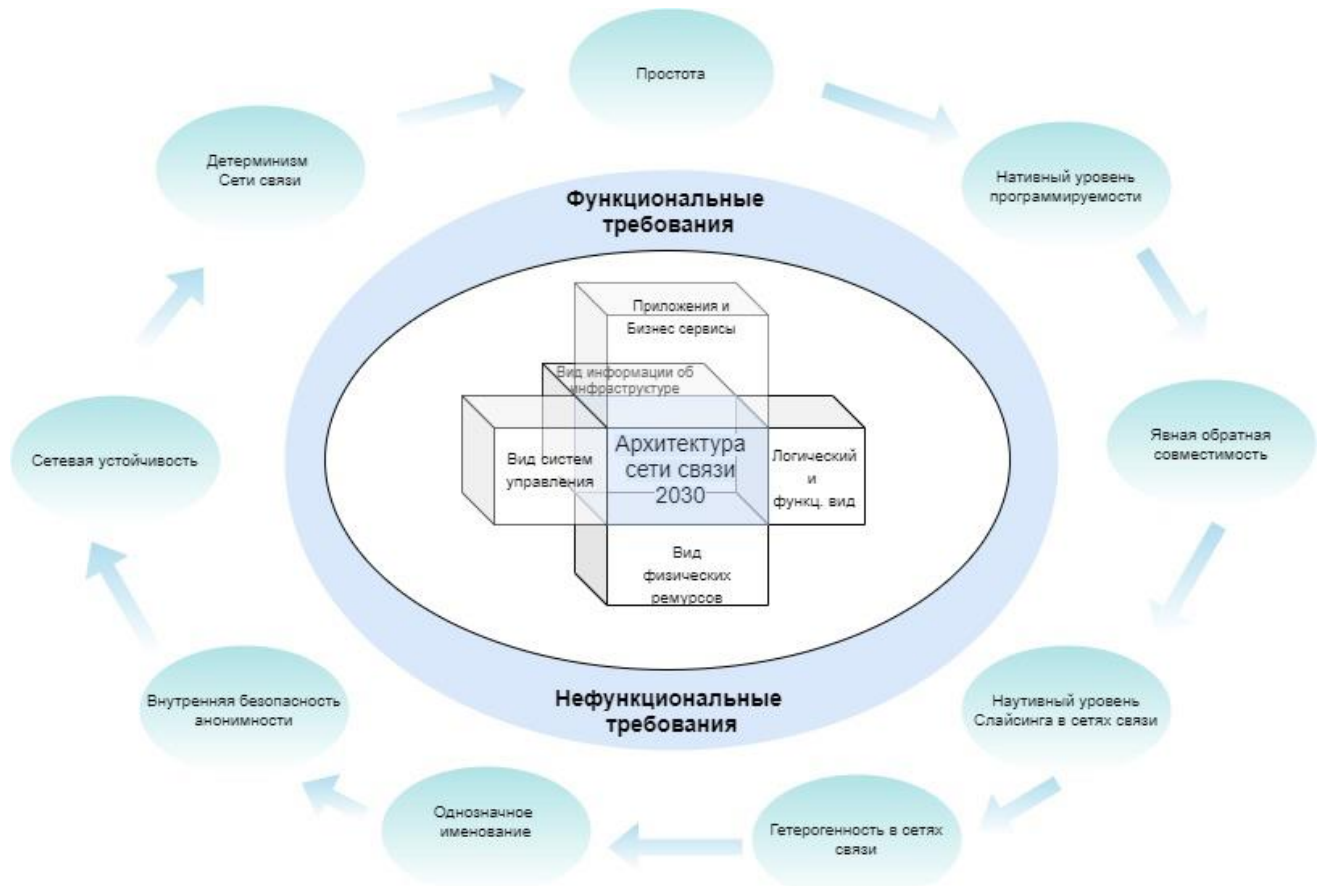 Простота
Детерминизм
Сети связи
Нативный уровень
программируемости
Функциональные
требования
Приложения и
Бизнес сервисы
Вид информации об
инфраструктуре
Вид систем
управления
Архитектура
сети связи
2030
Логический
и
функц. вид
Вид
физических
ремурсов
Сетевая устойчивость
Явная обратная
совместимость
Нефункциональные
требования
Внутренняя безопасность
анонимности
Наутивный уровень
Слайсинга в сетях связи
Однозначное
именование
Гетерогенность в сетях
связи